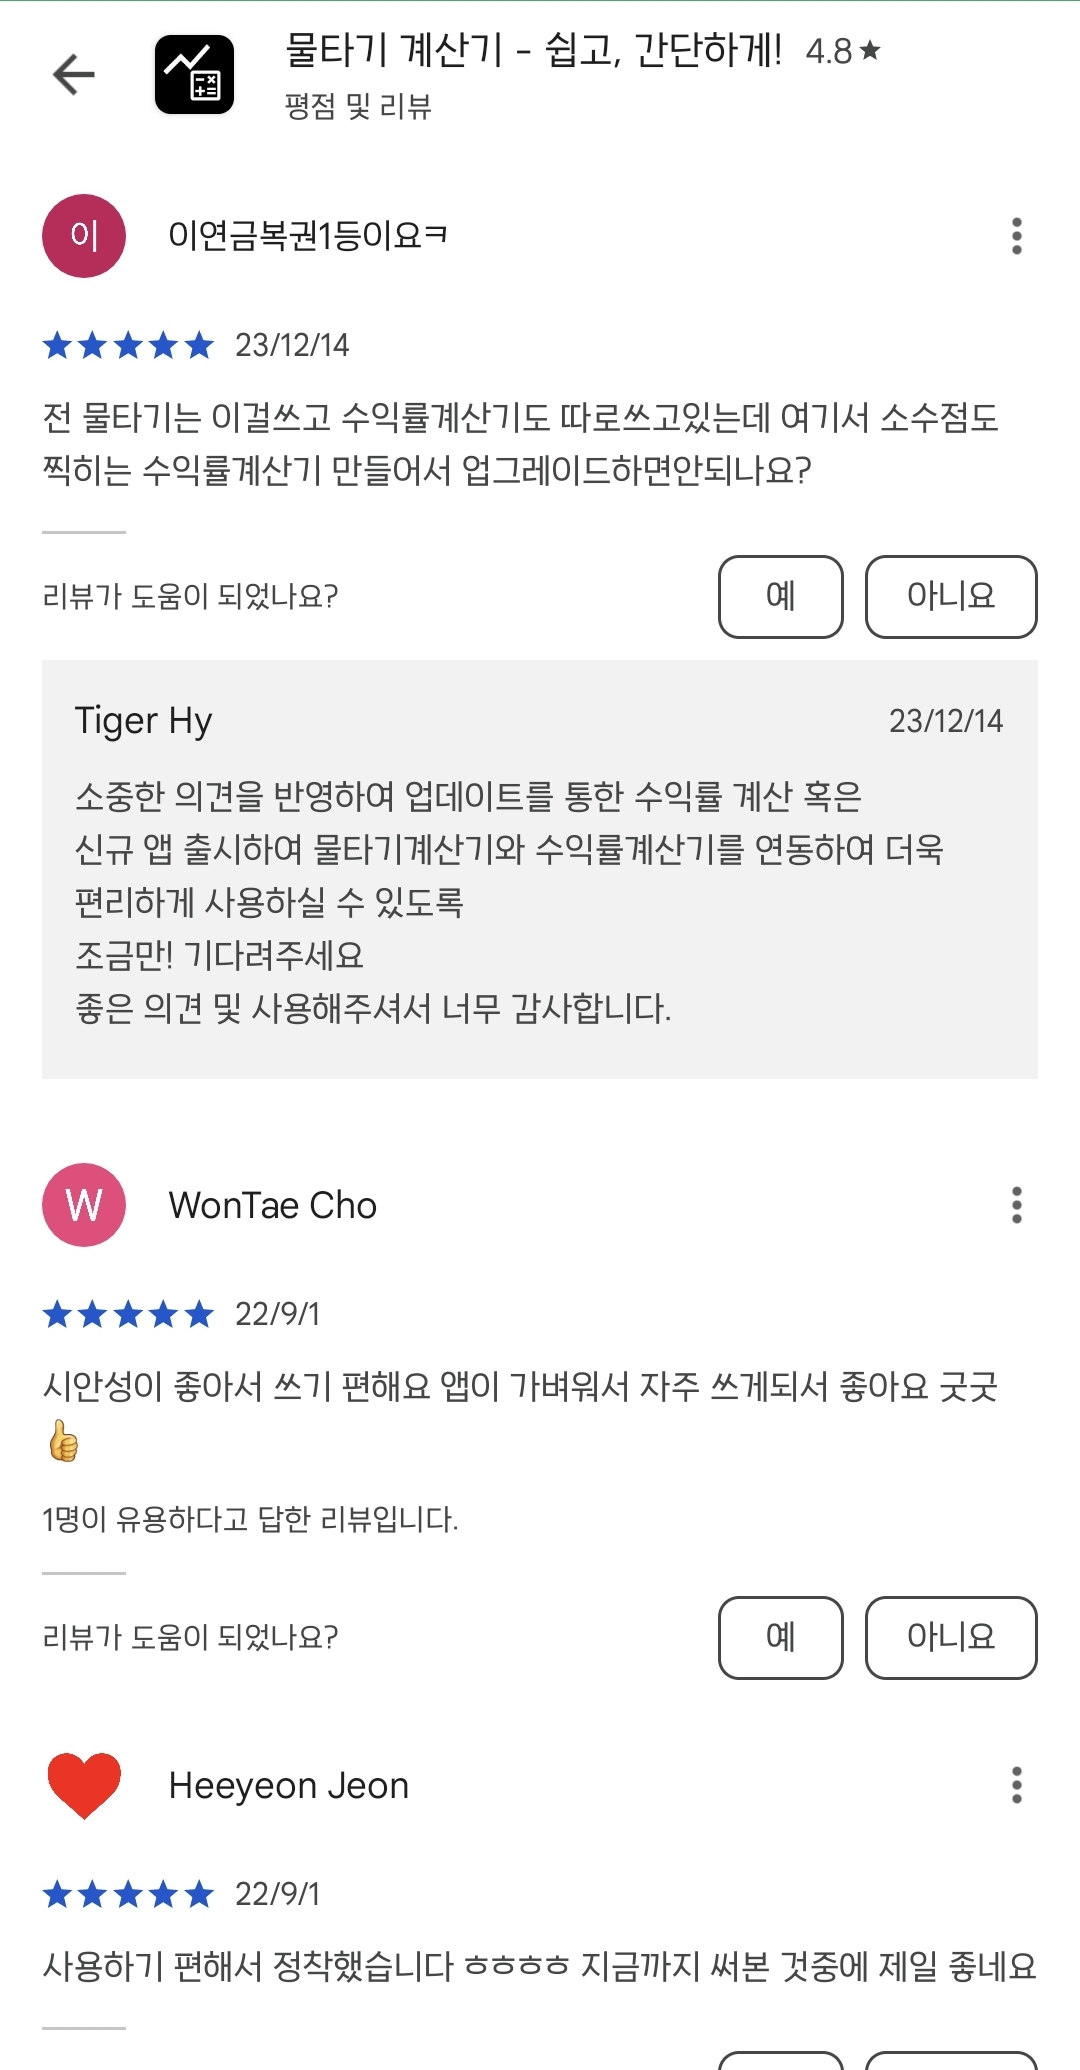 물타기 계산기 - 쉽고, 간단하게! 4.8★
평점 및 리뷰
이
이연금복권1등이요ㅋ
★★★★★ 23/12/14
전 물타기는 이걸쓰고 수익률계산기도 따로쓰고있는데 여기서 소수점도
찍히는 수익률계산기 만들어서 업그레이드하면안되나요?
리뷰가 도움이 되었나요?
예
아니요
Tiger Hy
23/12/14
소중한 의견을 반영하여 업데이트를 통한 수익률 계산 혹은
신규 앱 출시하여 물타기계산기와 수익률계산기를 연동하여 더욱
편리하게 사용하실 수 있도록
조금만! 기다려주세요
좋은 의견 및 사용해주셔서 너무 감사합니다.
W
WonTae Cho
★★★★★ 22/9/1
시안성이 좋아서 쓰기 편해요 앱이 가벼워서 자주 쓰게되서 좋아요 굿굿
👍
1명이 유용하다고 답한 리뷰입니다.
리뷰가 도움이 되었나요?
예
아니요
Heeyeon Jeon
★★★★★ 22/9/1
사용하기 편해서 정착했습니다 ㅎㅎㅎㅎ 지금까지 써본 것중에 제일 좋네요